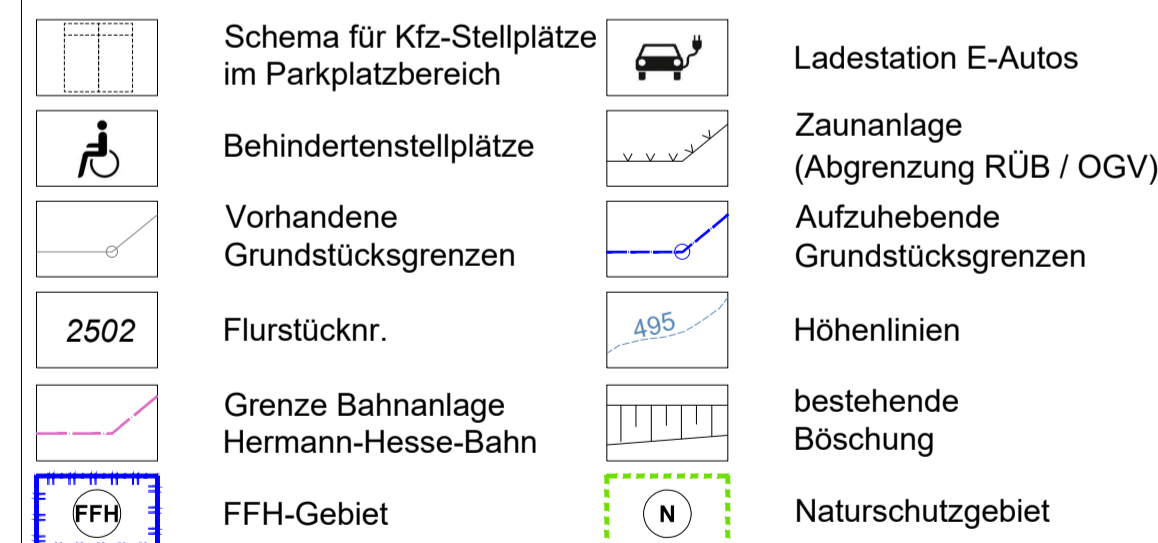 Schema für Kfz-Stellplätze
im Parkplatzbereich
Ladestation E-Autos
Behindertenstellplätze
Zaunanlage
(Abgrenzung RÜB / OGV)
Vorhandene
Grundstücksgrenzen
Aufzuhebende
Grundstücksgrenzen
2502
Flurstücknr.
495
Höhenlinien
Grenze Bahnanlage
Hermann-Hesse-Bahn
bestehende
Böschung
FFH
FFH-Gebiet
N
Naturschutzgebiet